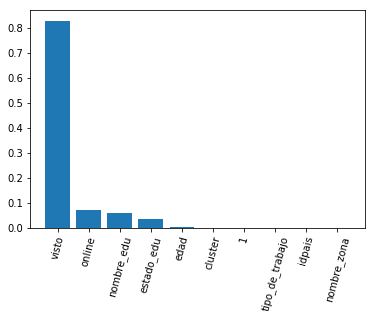 0.8
0.7
0.6
0.5
0.4
0.3
0.2
0.1
0.0
visto
online
nombre_edu
estado_edu
edad
cluster
1
tipo_de_trabajo
idpais
nombre_zona